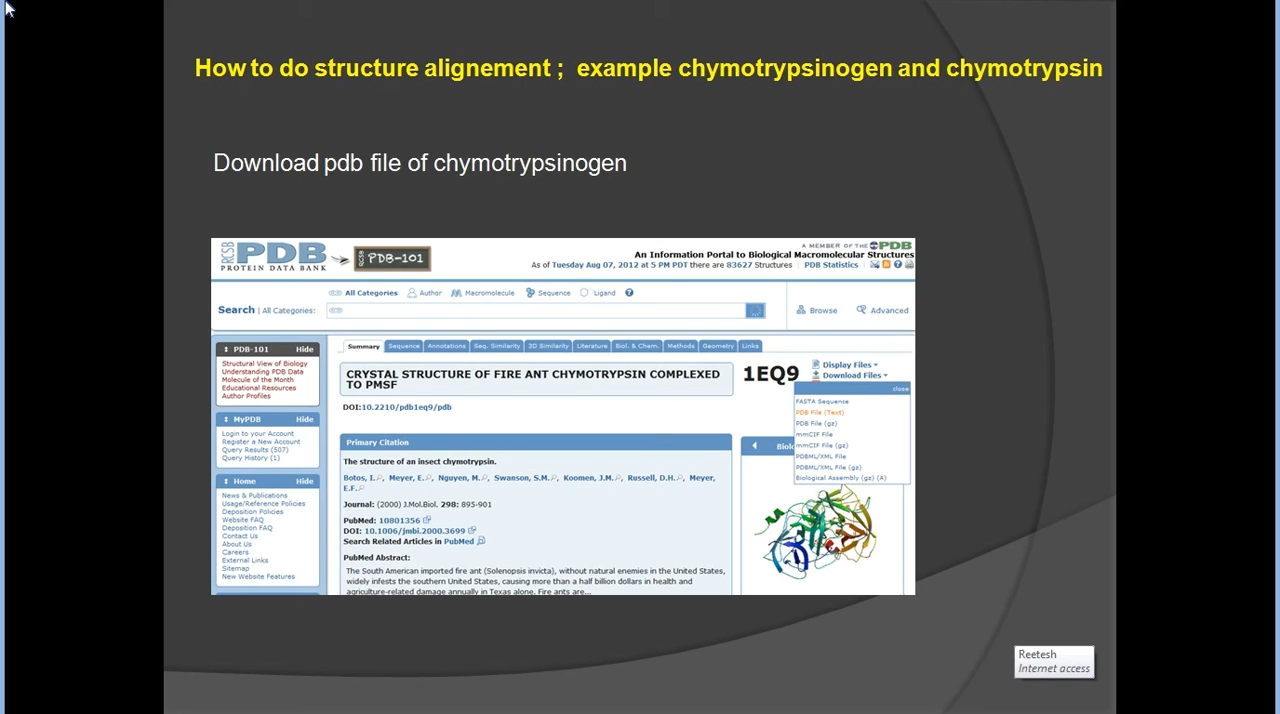 How to do structure alignement ;  example chymotrypsinogen and chymotrypsin
Download pdb file of chymotrypsinogen
RCSB PDB PROTEIN DATA BANK
RCSB PDB-101
A MEMBER OF THE PDB
An Information Portal to Biological Macromolecular Structures
As of Tuesday Aug 07, 2012 at 5 PM PDT there are 83627 Structures | PDB Statistics |
All Categories Author Macromolecule Sequence Ligand
Search | All Categories:
Browse Advanced
PDB-101 Hide
Structural View of Biology
Understanding PDB Data
Molecule of the Month
Educational Resources
Author Profiles
MyPDB Hide
Login to your Account
Register a New Account
Query Results (507)
Query History (1)
Home Hide
News & Publications
Usage/Reference Policies
Deposition Policies
Website FAQ
Deposition FAQ
Contact Us
About Us
Careers
External Links
Sitemap
New Website Features
Summary Sequence Annotations Seq. Similarity 3D Similarity Literature Biol. & Chem. Methods Geometry Links
CRYSTAL STRUCTURE OF FIRE ANT CHYMOTRYPSIN COMPLEXED
TO PMSF
DOI:10.2210/pdb1eq9/pdb
Primary Citation
The structure of an insect chymotrypsin.
Botos, I., Meyer, E., Nguyen, M., Swanson, S.M., Koomen, J.M., Russell, D.H., Meyer,
E.F.
Journal: (2000) J.Mol.Biol. 298: 895-901
PubMed: 10801356
DOI: 10.1006/jmbi.2000.3699
Search Related Articles in PubMed
PubMed Abstract:
The South American imported fire ant (Solenopsis invicta), without natural enemies in the United States,
widely infests the southern United States, causing more than a half billion dollars in health and
agriculture-related damage annually in Texas alone. Fire ants are...
1EQ9
Display Files
Download Files
close
FASTA Sequence
PDB File (Text)
PDB File (gz)
mmCIF File
mmCIF File (gz)
PDBML/XML File
PDBML/XML File (gz)
Biological Assembly (gz) (A)
Biolo
Reetesh
Internet access